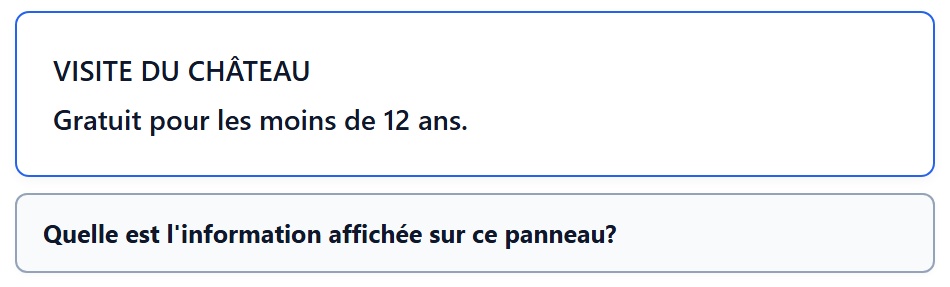 VISITE DU CHÂTEAU
Gratuit pour les moins de 12 ans.
Quelle est l'information affichée sur ce panneau?